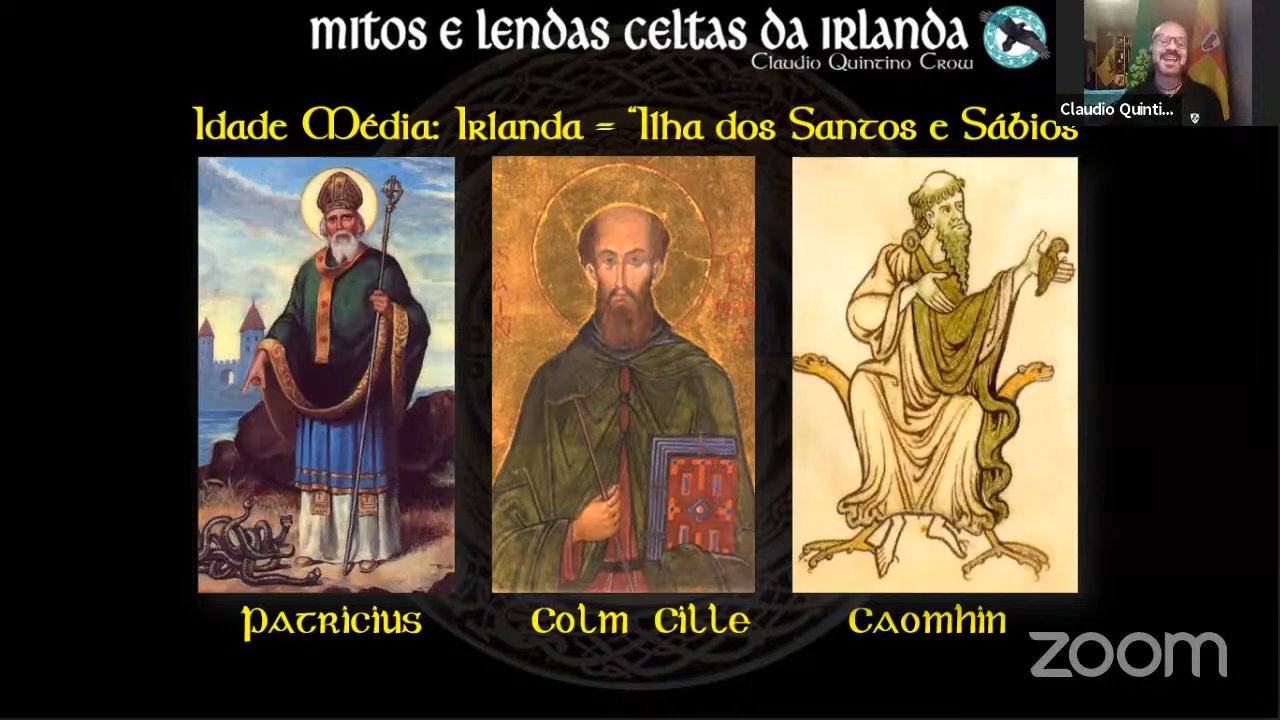 mitos e lendas celtas da irlanda
Claudio Quintino Crow
Claudio Quinti...
Idade Média: Irlanda = "Ilha dos Santos e Sábios
Patricius
Colm Cille
Caomhin
zoom